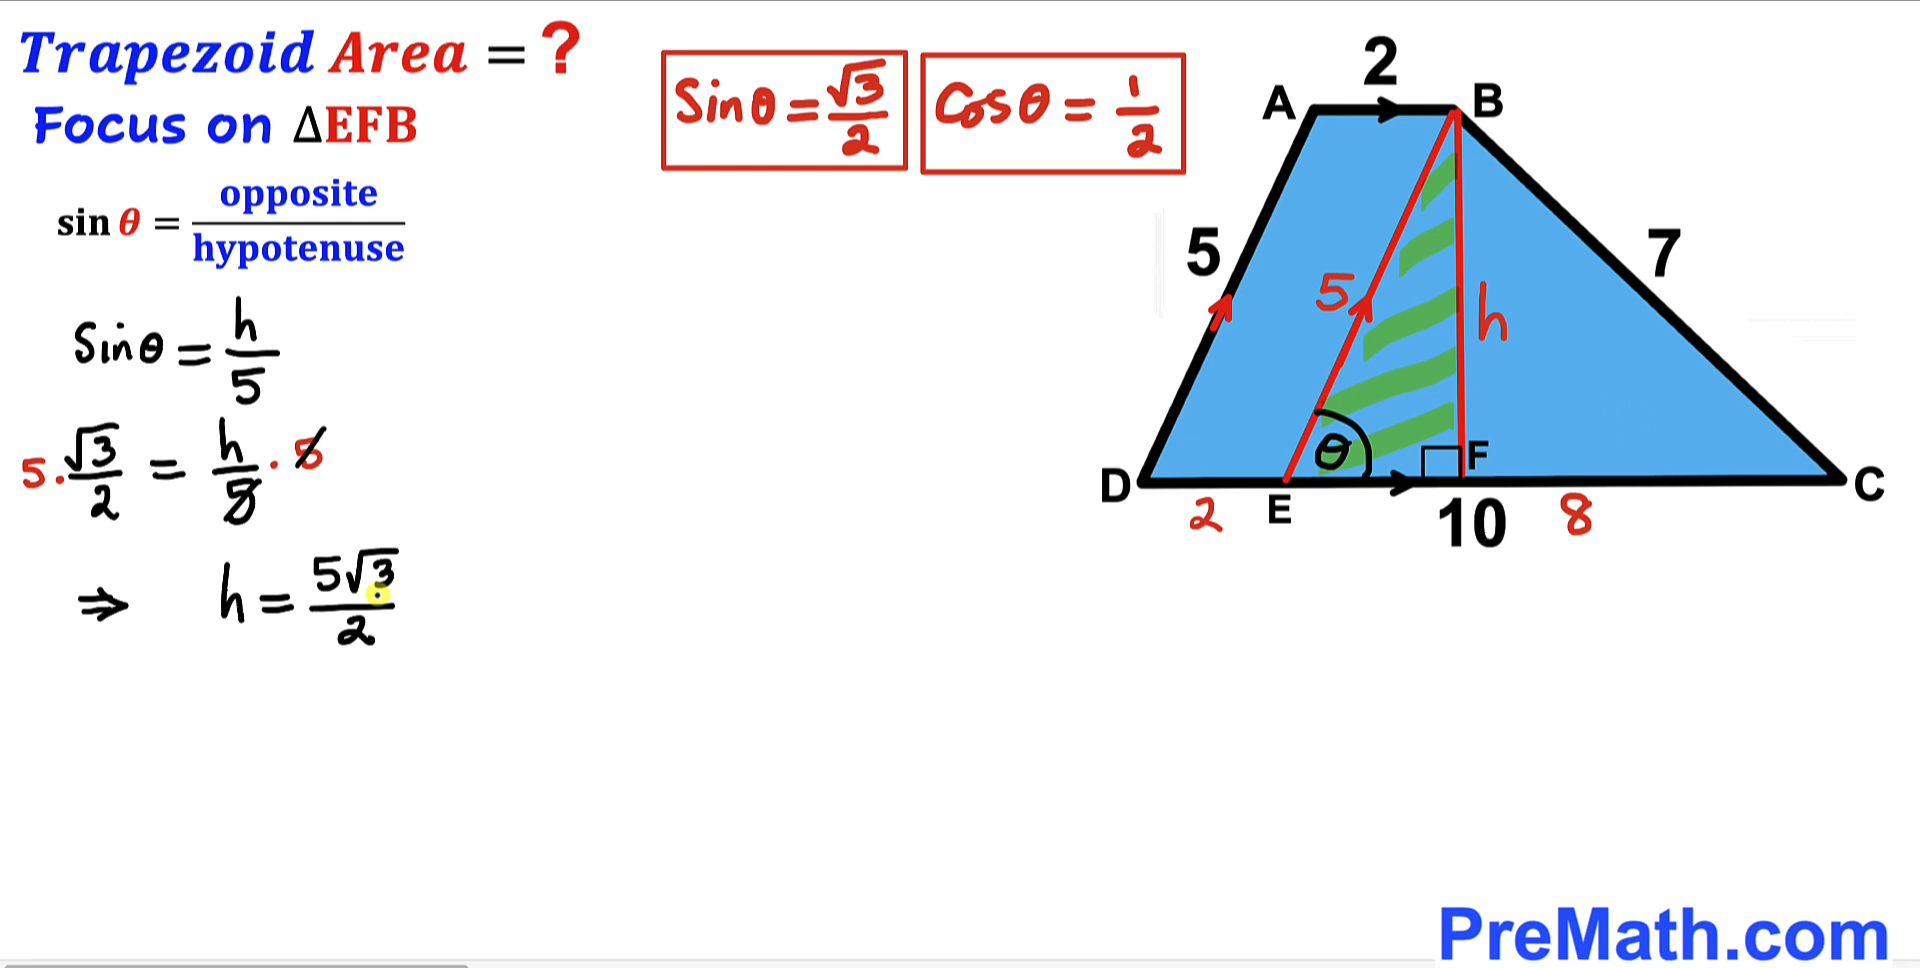 Trapezoid Area = ?
Focus on ΔEFB
sin θ = opposite / hypotenuse
Sinθ = h/5
5 · √3/2 = h/5 · 5
⇒ h = 5√3/2
Sinθ = √3/2
Cosθ = 1/2
2
A
B
5
7
5
h
θ
F
D
C
2
E
10
8
PreMath.com